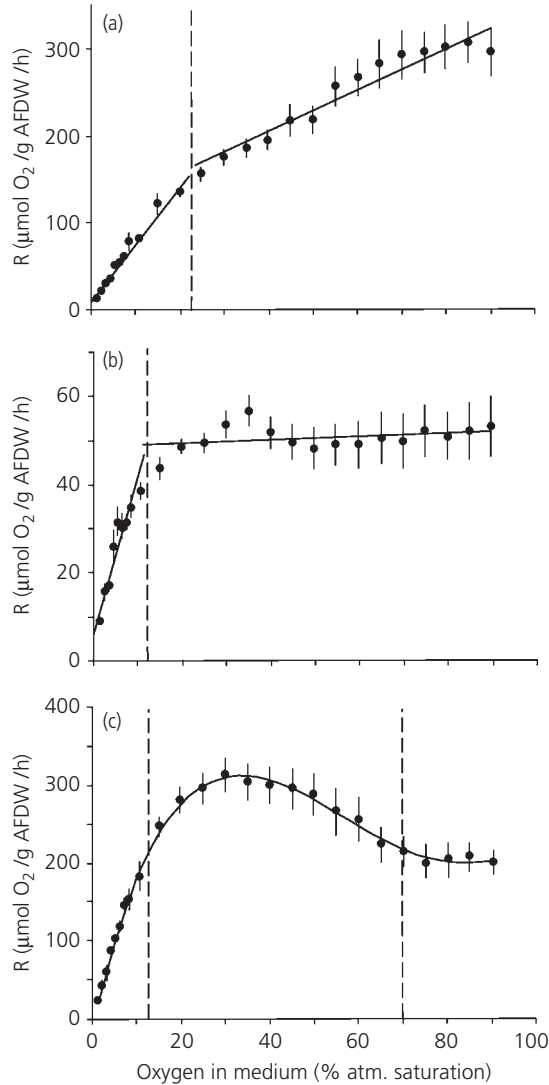 (a)
300
200
100
0
R (μmol O₂ /g AFDW /h)
(b)
60
40
20
0
R (μmol O₂ /g AFDW /h)
(c)
400
300
200
100
0
R (μmol O₂ /g AFDW /h)
0 20 40 60 80 100
Oxygen in medium (% atm. saturation)